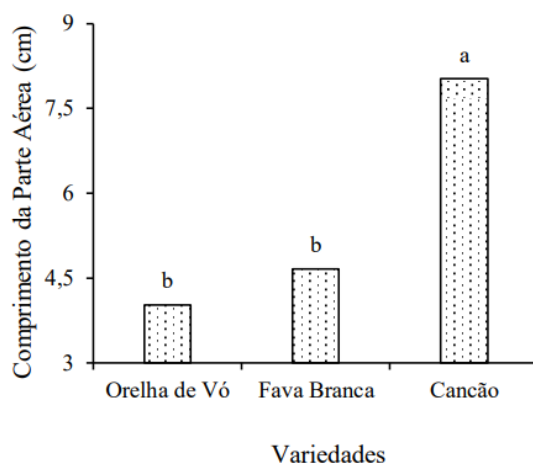 Comprimento da Parte Aérea (cm)
9
7,5
6
4,5
3
b
b
a
Orelha de Vó
Fava Branca
Cancão
Variedades